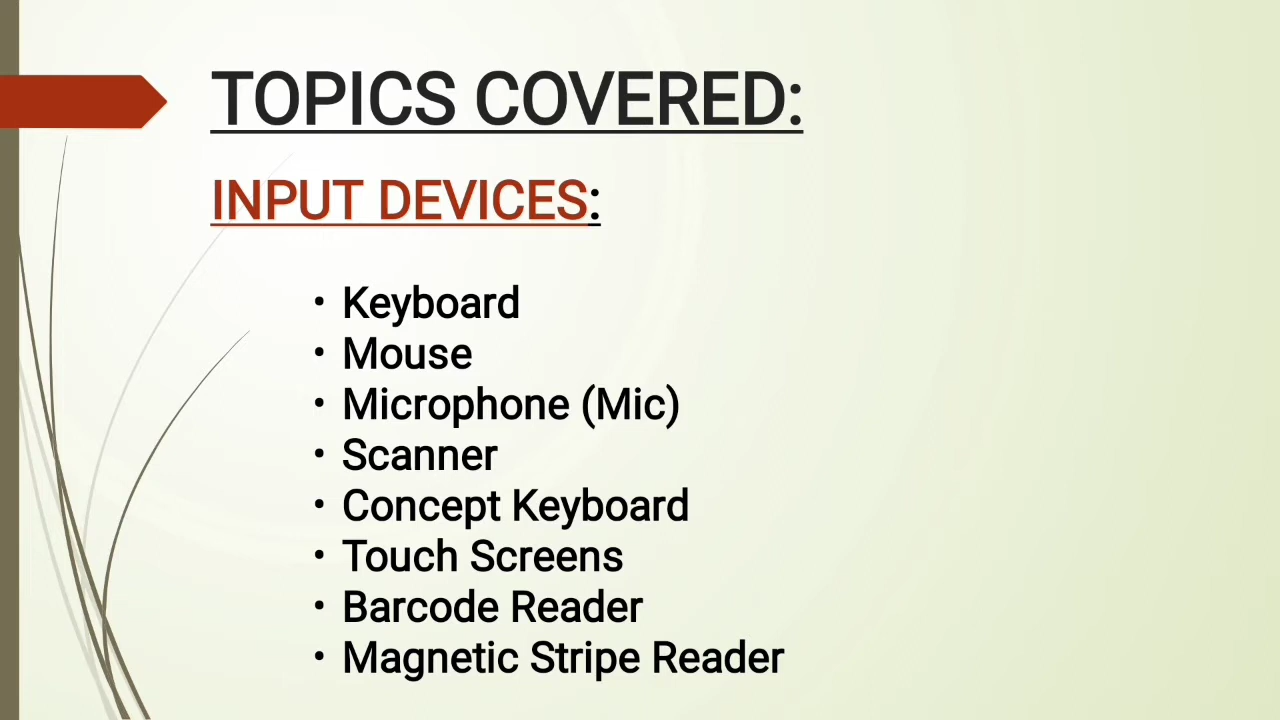 TOPICS COVERED:
INPUT DEVICES:
• Keyboard
• Mouse
• Microphone (Mic)
• Scanner
• Concept Keyboard
• Touch Screens
• Barcode Reader
• Magnetic Stripe Reader